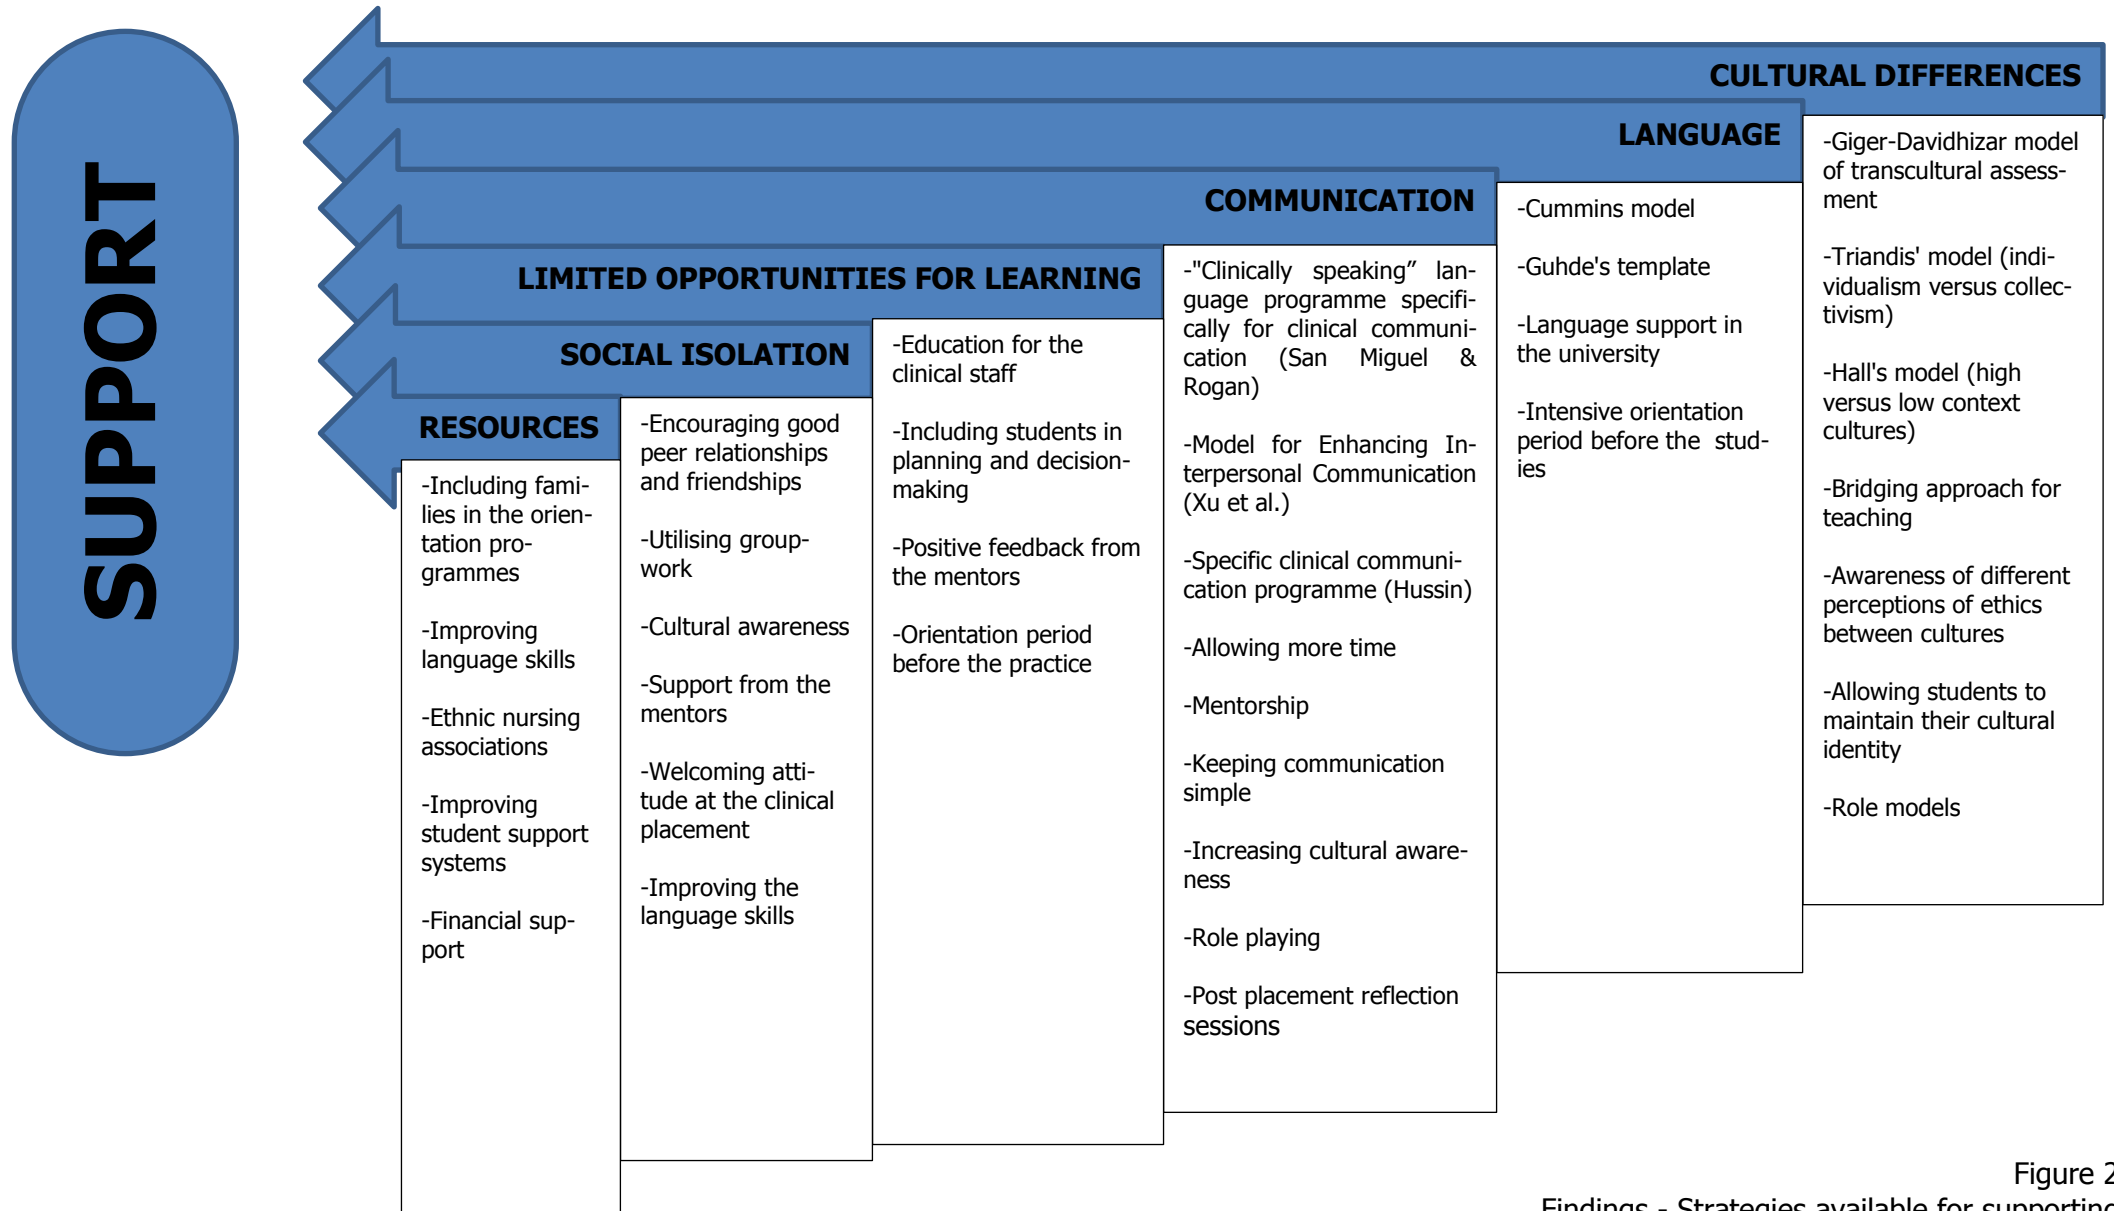 SUPPORT
CULTURAL DIFFERENCES
-Giger-Davidhizar model
of transcultural assess-
ment
-Triandis' model (indi-
vidualism versus collec-
tivism)
-Hall's model (high
versus low context
cultures)
-Bridging approach for
teaching
-Awareness of different
perceptions of ethics
between cultures
-Allowing students to
maintain their cultural
identity
-Role models
LANGUAGE
-Cummins model
-Guhde's template
-Language support in
the university
-Intensive orientation
period before the stud-
ies
COMMUNICATION
-"Clinically speaking” lan-
guage programme specifi-
cally for clinical communi-
cation (San Miguel &
Rogan)
-Model for Enhancing In-
terpersonal Communication
(Xu et al.)
-Specific clinical communi-
cation programme (Hussin)
-Allowing more time
-Mentorship
-Keeping communication
simple
-Increasing cultural aware-
ness
-Role playing
-Post placement reflection
sessions
LIMITED OPPORTUNITIES FOR LEARNING
-Education for the
clinical staff
-Including students in
planning and decision-
making
-Positive feedback from
the mentors
-Orientation period
before the practice
SOCIAL ISOLATION
-Encouraging good
peer relationships
and friendships
-Utilising group-
work
-Cultural awareness
-Support from the
mentors
-Welcoming atti-
tude at the clinical
placement
-Improving the
language skills
RESOURCES
-Including fami-
lies in the orien-
tation pro-
grammes
-Improving
language skills
-Ethnic nursing
associations
-Improving
student support
systems
-Financial sup-
port
Figure 2
Findings - Strategies available for supporting